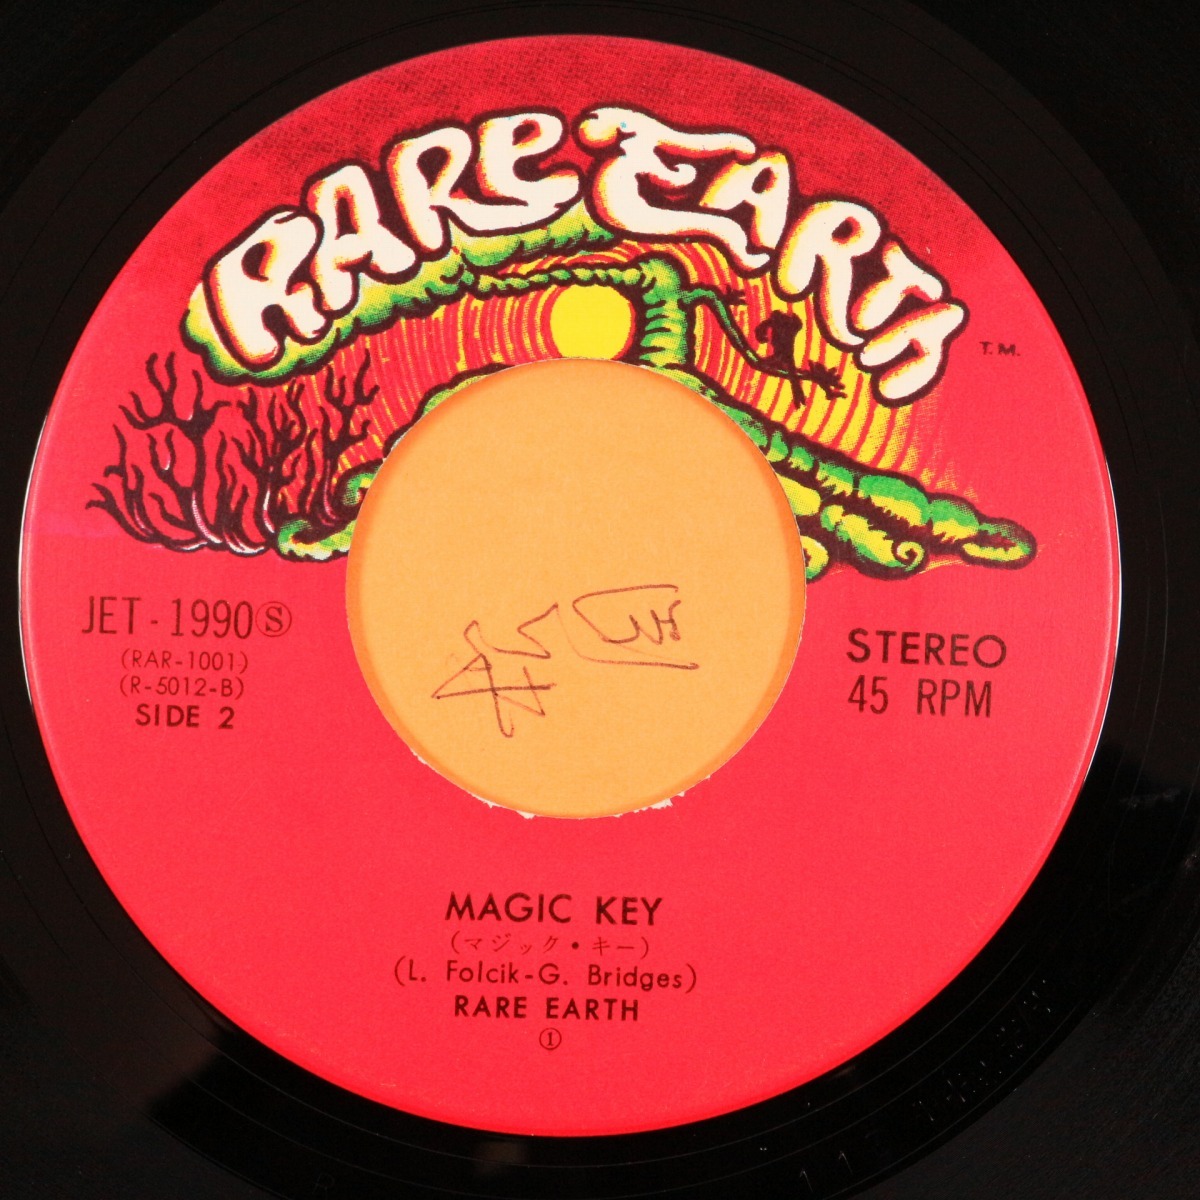 RARE EARTH
T.M.
JET-1990Ⓢ
(RAR-1001)
(R-5012-B)
SIDE 2
STEREO
45 RPM
MAGIC KEY
(マジック・キー)
(L. Folcik-G. Bridges)
RARE EARTH
①